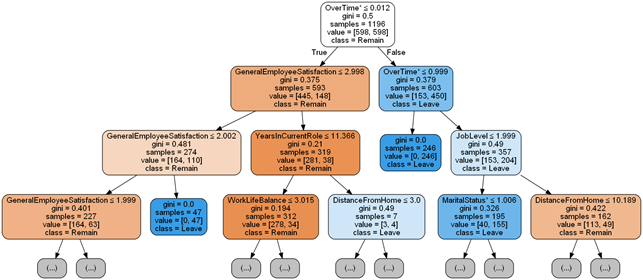 OverTime* ≤ 0.012
gini = 0.5
samples = 1196
value = [598, 598]
class = Remain
True
False
GeneralEmployeeSatisfaction ≤ 2.998
gini = 0.375
samples = 593
value = [445, 148]
class = Remain
OverTime* ≤ 0.999
gini = 0.379
samples = 603
value = [153, 450]
class = Leave
GeneralEmployeeSatisfaction ≤ 2.002
gini = 0.481
samples = 274
value = [164, 110]
class = Remain
YearsInCurrentRole ≤ 11.366
gini = 0.21
samples = 319
value = [281, 38]
class = Remain
gini = 0.0
samples = 246
value = [0, 246]
class = Leave
JobLevel ≤ 1.999
gini = 0.49
samples = 357
value = [153, 204]
class = Leave
GeneralEmployeeSatisfaction ≤ 1.999
gini = 0.401
samples = 227
value = [164, 63]
class = Remain
gini = 0.0
samples = 47
value = [0, 47]
class = Leave
WorkLifeBalance ≤ 3.015
gini = 0.194
samples = 312
value = [278, 34]
class = Remain
DistanceFromHome ≤ 3.0
gini = 0.49
samples = 7
value = [3, 4]
class = Leave
MaritalStatus* ≤ 1.006
gini = 0.326
samples = 195
value = [40, 155]
class = Leave
DistanceFromHome ≤ 10.189
gini = 0.422
samples = 162
value = [113, 49]
class = Remain
(...)
(...)
(...)
(...)
(...)
(...)
(...)
(...)
(...)
(...)